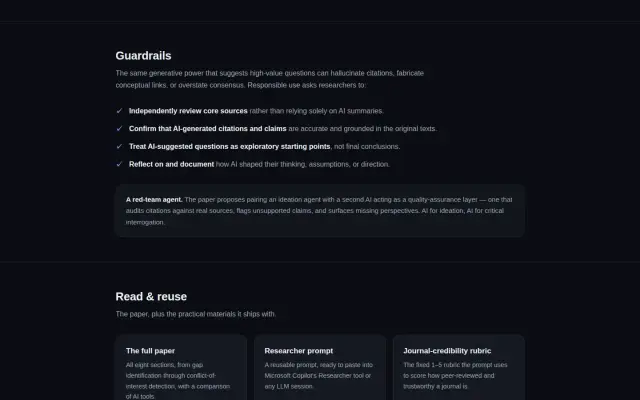 Guardrails
The same generative power that suggests high-value questions can hallucinate citations, fabricate
conceptual links, or overstate consensus. Responsible use asks researchers to:
✓ Independently review core sources rather than relying solely on AI summaries.
✓ Confirm that AI-generated citations and claims are accurate and grounded in the original texts.
✓ Treat AI-suggested questions as exploratory starting points, not final conclusions.
✓ Reflect on and document how AI shaped their thinking, assumptions, or direction.
A red-team agent. The paper proposes pairing an ideation agent with a second AI acting as a quality-assurance layer — one that
audits citations against real sources, flags unsupported claims, and surfaces missing perspectives. AI for ideation, AI for critical
interrogation.
Read & reuse
The paper, plus the practical materials it ships with.
The full paper
All eight sections, from gap
identification through conflict-of-
interest detection, with a comparison
of AI tools.
Researcher prompt
A reusable prompt, ready to paste into
Microsoft Copilot's Researcher tool or
any LLM session.
Journal-credibility rubric
The fixed 1–5 rubric the prompt uses
to score how peer-reviewed and
trustworthy a journal is.